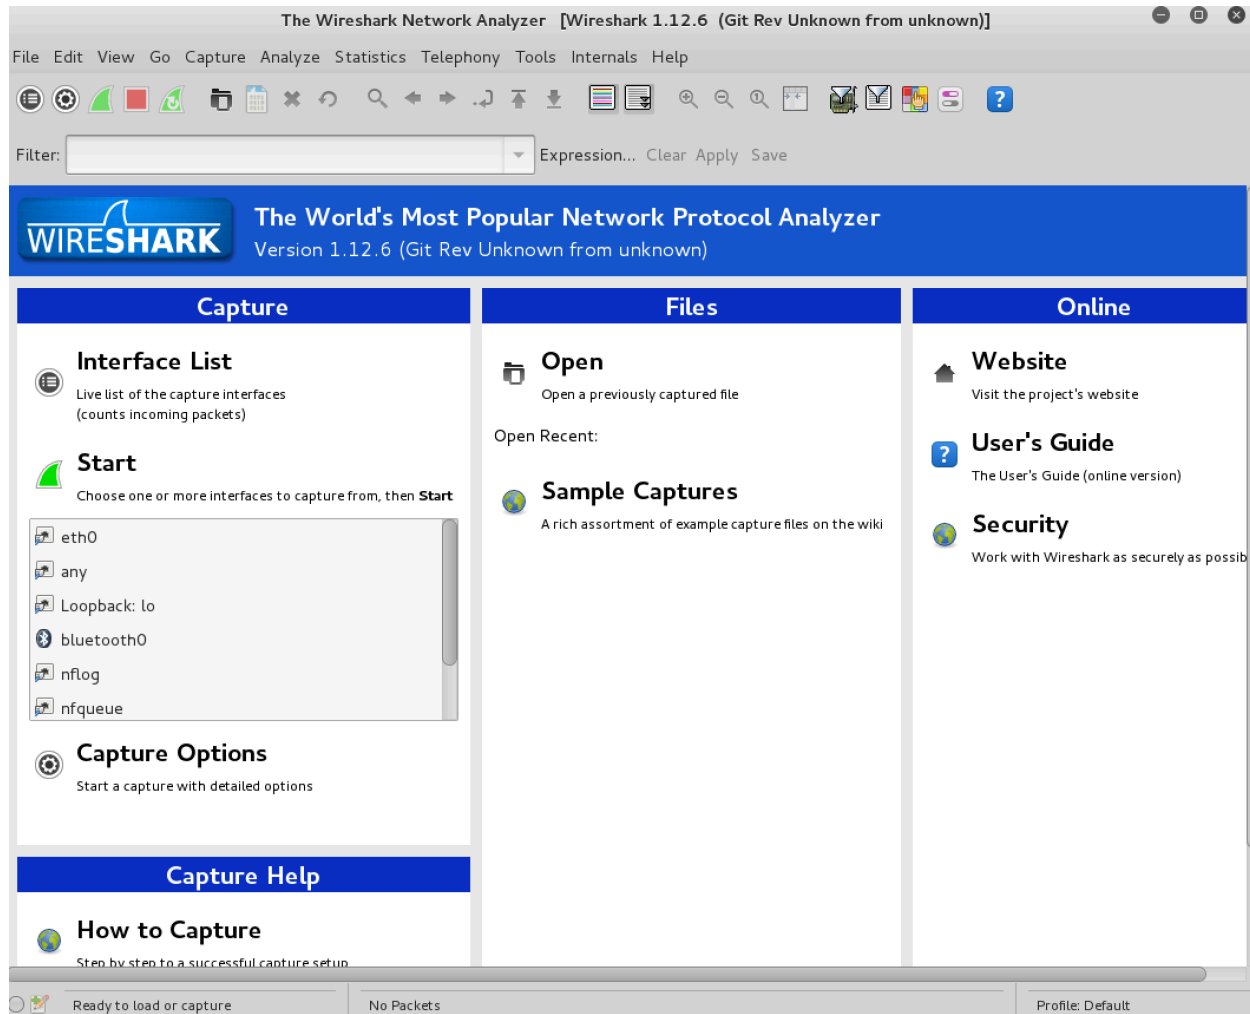 The Wireshark Network Analyzer [Wireshark 1.12.6 (Git Rev Unknown from unknown)]
File Edit View Go Capture Analyze Statistics Telephony Tools Internals Help
Filter: Expression... Clear Apply Save
WIRESHARK
The World's Most Popular Network Protocol Analyzer
Version 1.12.6 (Git Rev Unknown from unknown)
Capture
Interface List
Live list of the capture interfaces
(counts incoming packets)
Start
Choose one or more interfaces to capture from, then Start
eth0
any
Loopback: lo
bluetooth0
nflog
nfqueue
Capture Options
Start a capture with detailed options
Capture Help
How to Capture
Step by step to a successful capture setup
Files
Open
Open a previously captured file
Open Recent:
Sample Captures
A rich assortment of example capture files on the wiki
Online
Website
Visit the project's website
User's Guide
The User's Guide (online version)
Security
Work with Wireshark as securely as possib
Ready to load or capture
No Packets
Profile: Default